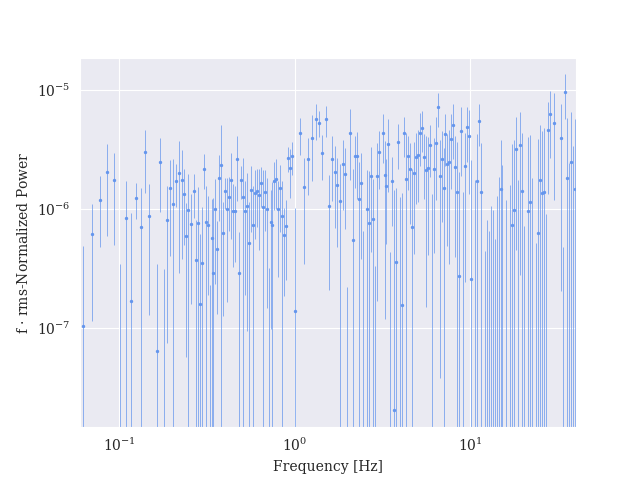 f · rms-Normalized Power
10⁻⁵
10⁻⁶
10⁻⁷
10⁻¹ 10⁰ 10¹
Frequency [Hz]